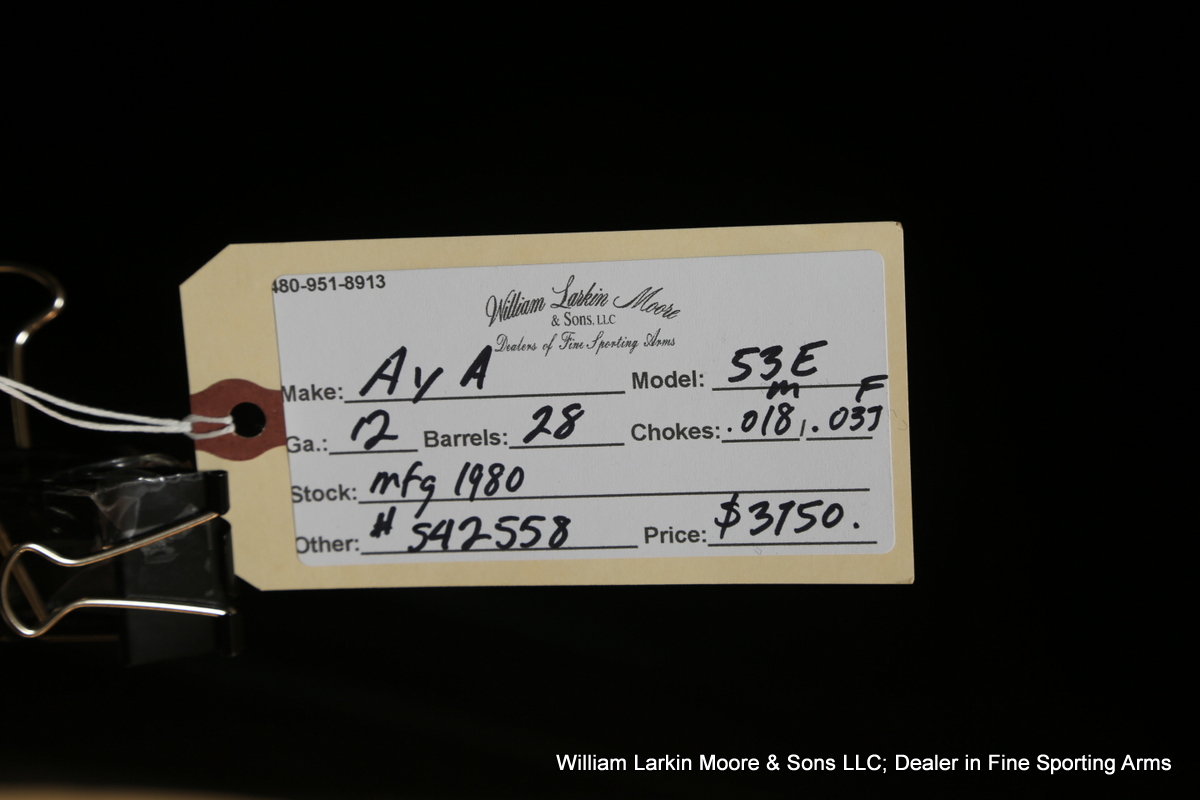 480-951-8913
William Larkin Moore
& Sons, LLC
Dealers of Fine Sporting Arms
Make: AyA Model: 53E
m F
Ga.: 12 Barrels: 28 Chokes: .018, .035
Stock: mfg 1980
Other: # 542558 Price: $3750.
William Larkin Moore & Sons LLC; Dealer in Fine Sporting Arms